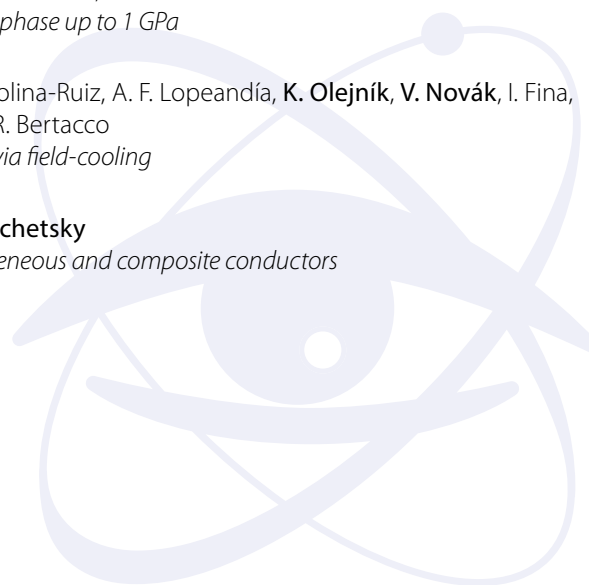 phase up to 1 GPa
olina-Ruiz, A. F. Lopeandía, K. Olejník, V. Novák, I. Fina,
R. Bertacco
via field-cooling
chetsky
eneous and composite conductors